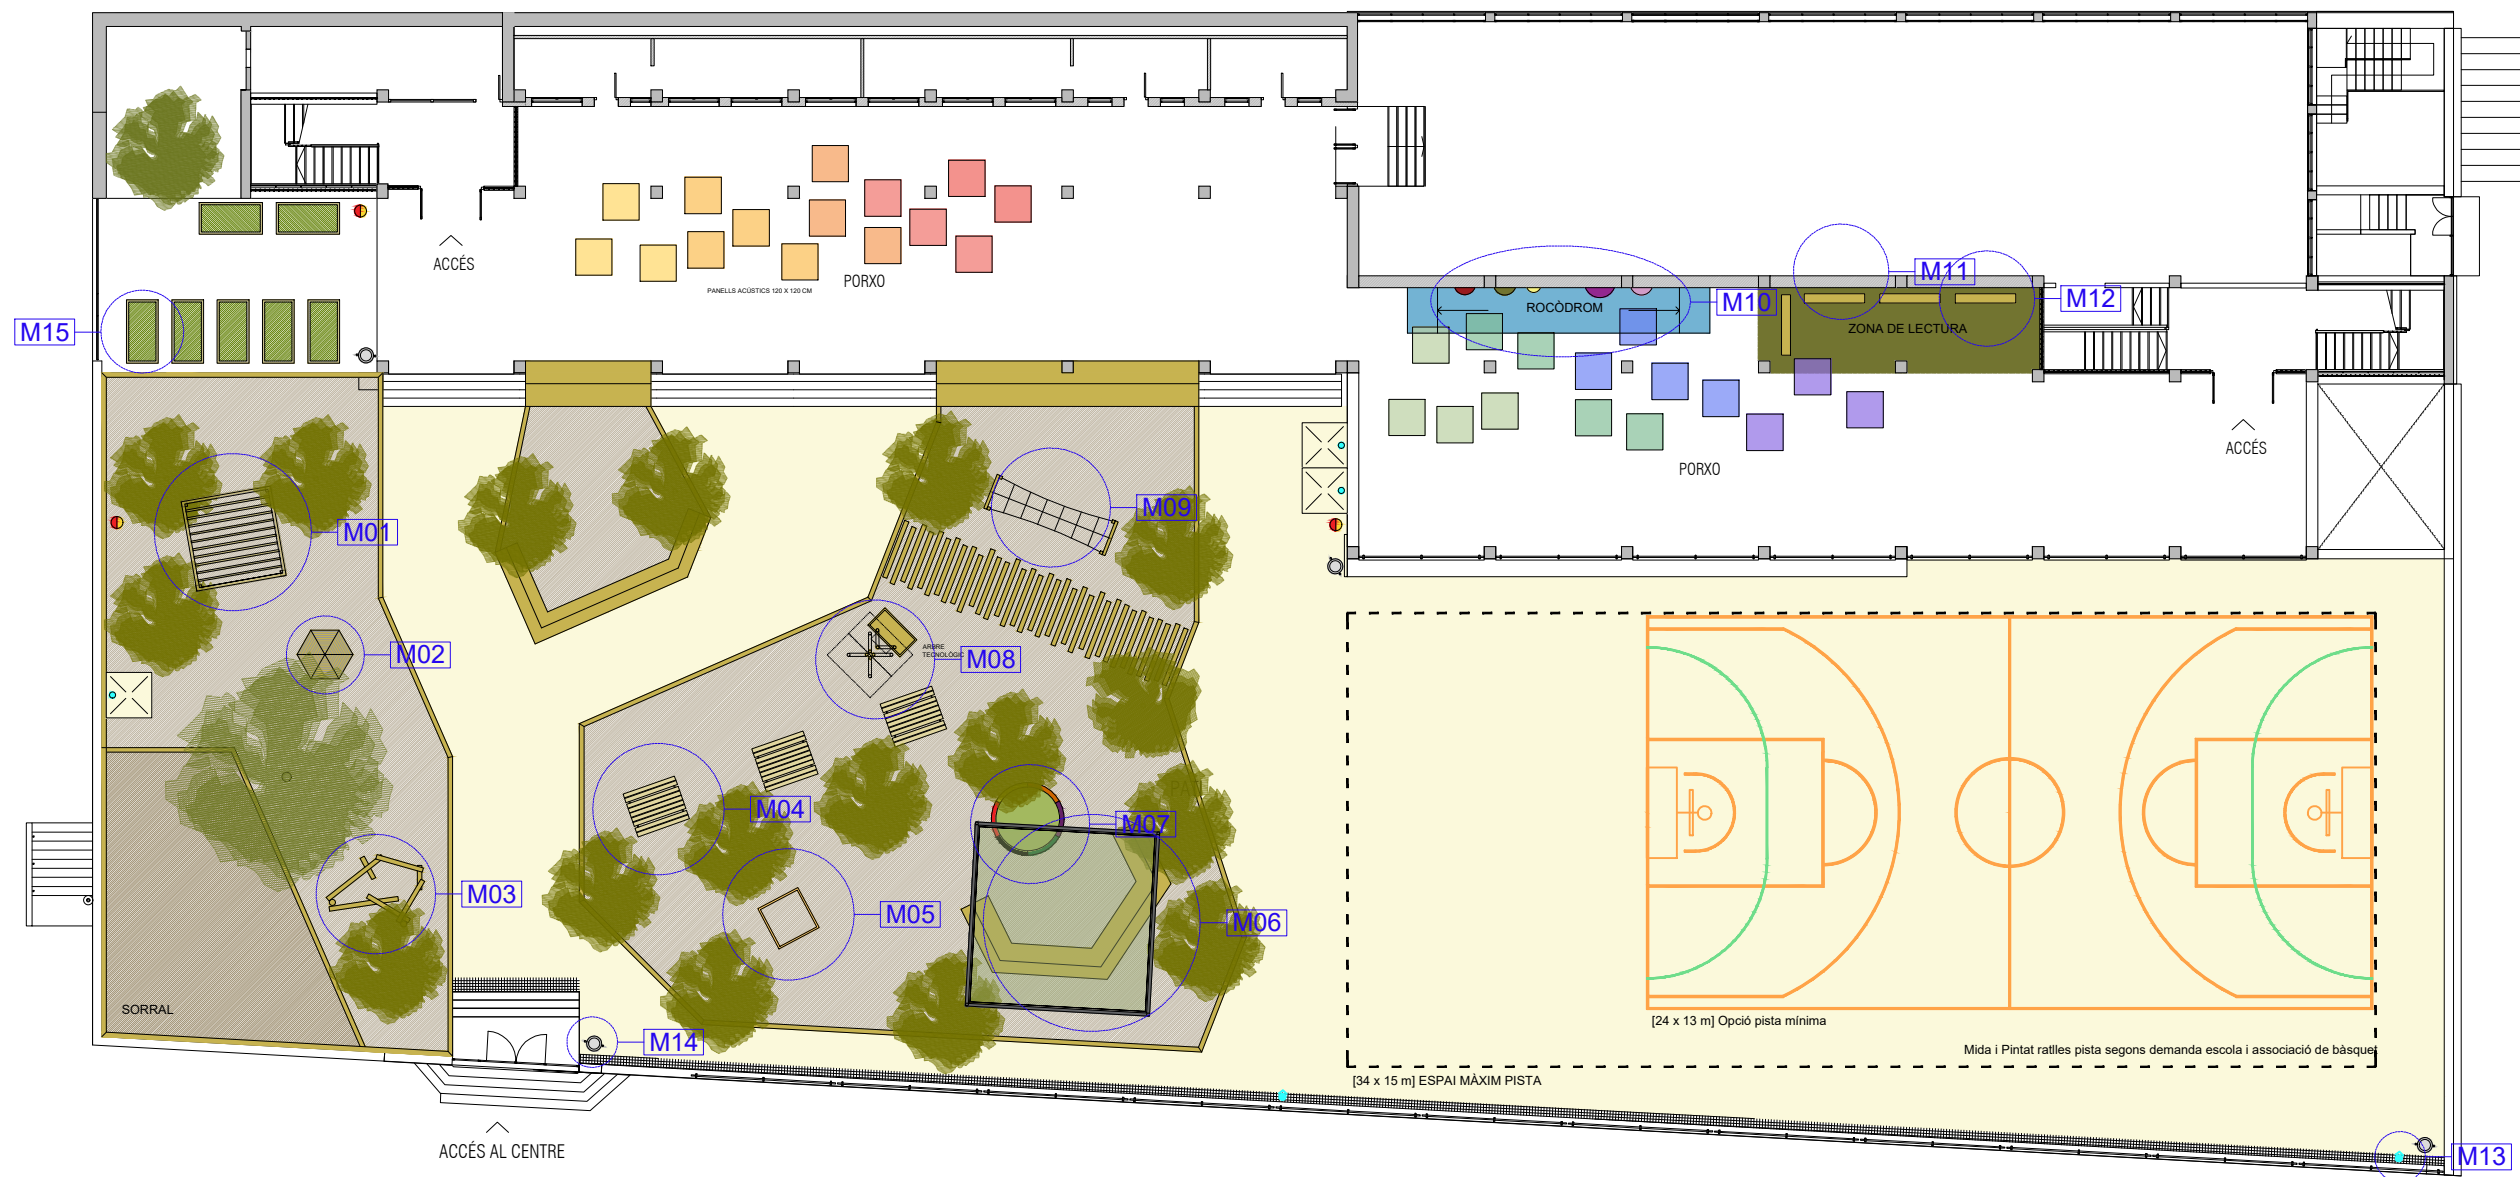 ACCÉS
PANELLS ACÚSTICS 120 X 120 CM
PORXO
M11
M12
M10
ROCÒDROM
ZONA DE LECTURA
M15
ACCÉS
PORXO
M09
M01
M02
ARBRE
TECNOLÒGIC
M08
M04
M07
M03
M05
M06
SORRAL
[24 x 13 m] Opció pista mínima
M14
Mida i Pintat ratlles pista segons demanda escola i associació de bàsquet
[34 x 15 m] ESPAI MÀXIM PISTA
ACCÉS AL CENTRE
M13